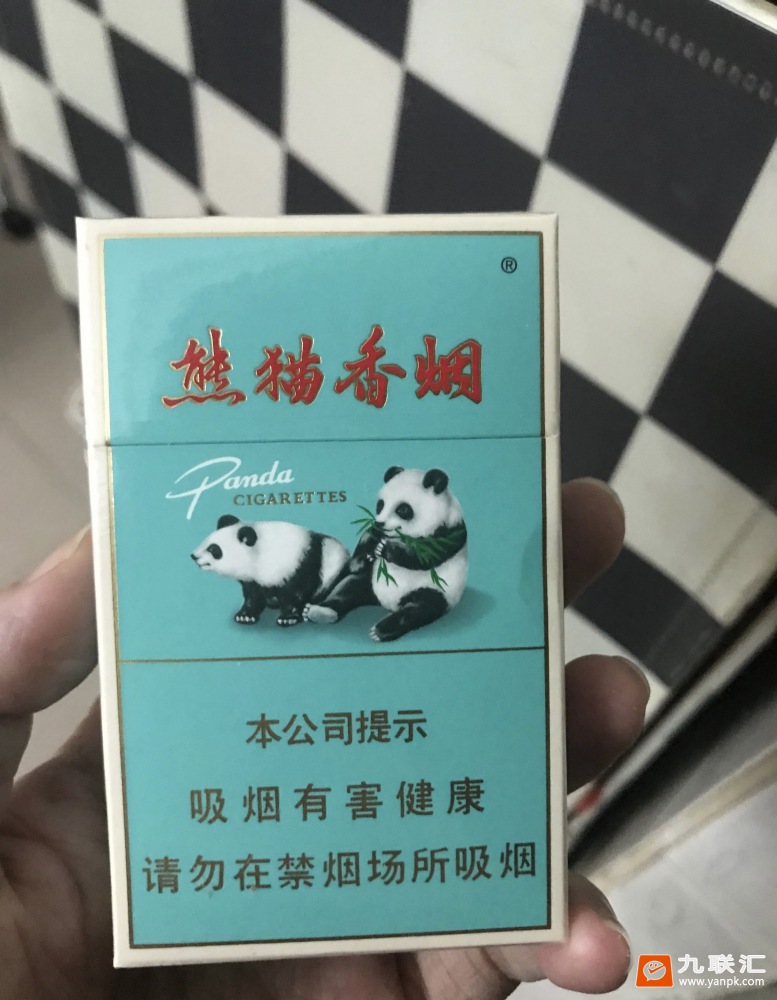 ®
熊猫香烟
Panda
CIGARETTES
本公司提示
吸烟有害健康
请勿在禁烟场所吸烟
九联汇
www.yanpk.com